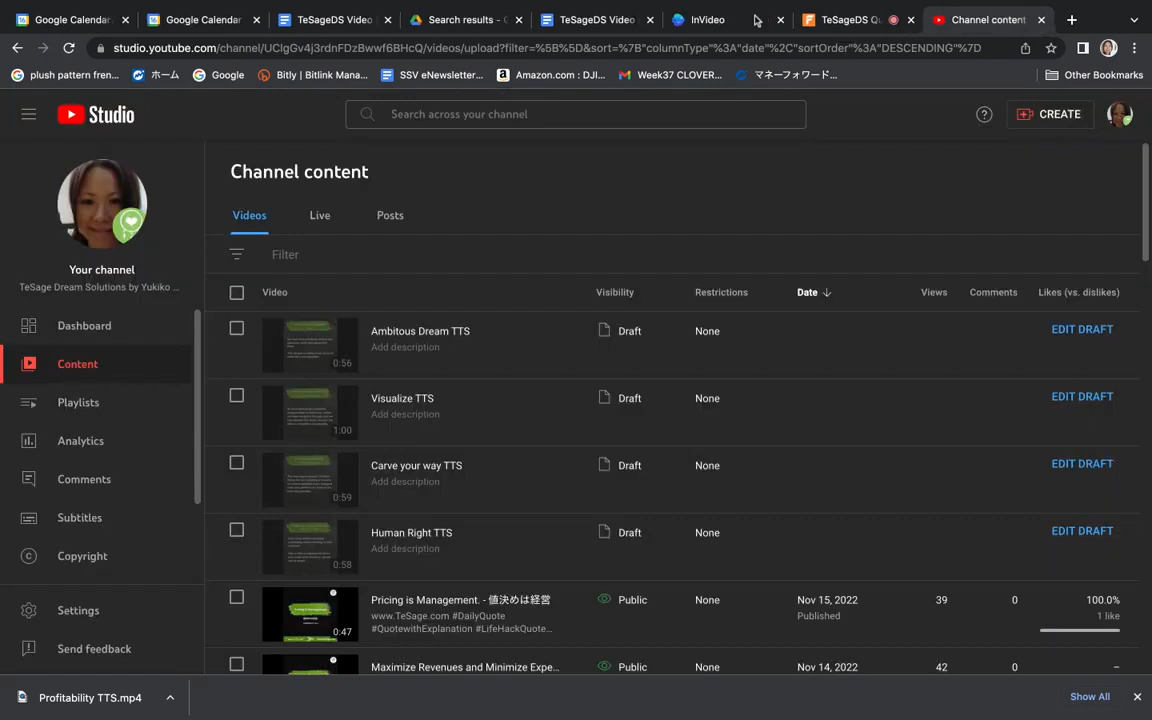 Google Calendar
Google Calendar
TeSageDS Video
Search results - G
TeSageDS Video
InVideo
TeSageDS Qu
Channel content
studio.youtube.com/channel/UClgGv4j3rdnFDzBwwf6BHcQ/videos/upload?filter=%5B%5D&sort=%7B"columnType"%3A"date"%2C"sortOrder"%3A"DESCENDING"%7D
plush pattern fren...
ホーム
Google
Bitly | Bitlink Mana...
SSV eNewsletter...
Amazon.com : DJI...
Week37 CLOVER...
マネーフォワード...
Other Bookmarks
Studio
Search across your channel
CREATE
Your channel
TeSage Dream Solutions by Yukiko ...
Dashboard
Content
Playlists
Analytics
Comments
Subtitles
Copyright
Settings
Send feedback
Channel content
Videos Live Posts
Filter
Video Visibility Restrictions Date Views Comments Likes (vs. dislikes)
0:56
Ambitous Dream TTS
Add description
Draft None EDIT DRAFT
1:00
Visualize TTS
Add description
Draft None EDIT DRAFT
0:59
Carve your way TTS
Add description
Draft None EDIT DRAFT
0:58
Human Right TTS
Add description
Draft None EDIT DRAFT
0:47
Pricing is Management. - 値決めは経営
www.TeSage.com #DailyQuote
#QuotewithExplanation #LifeHackQuote...
Public None Nov 15, 2022 39 0 100.0%
Published
1 like
Maximize Revenues and Minimize Expe...
Public None Nov 14, 2022 42 0 –
Profitability TTS.mp4
Show All